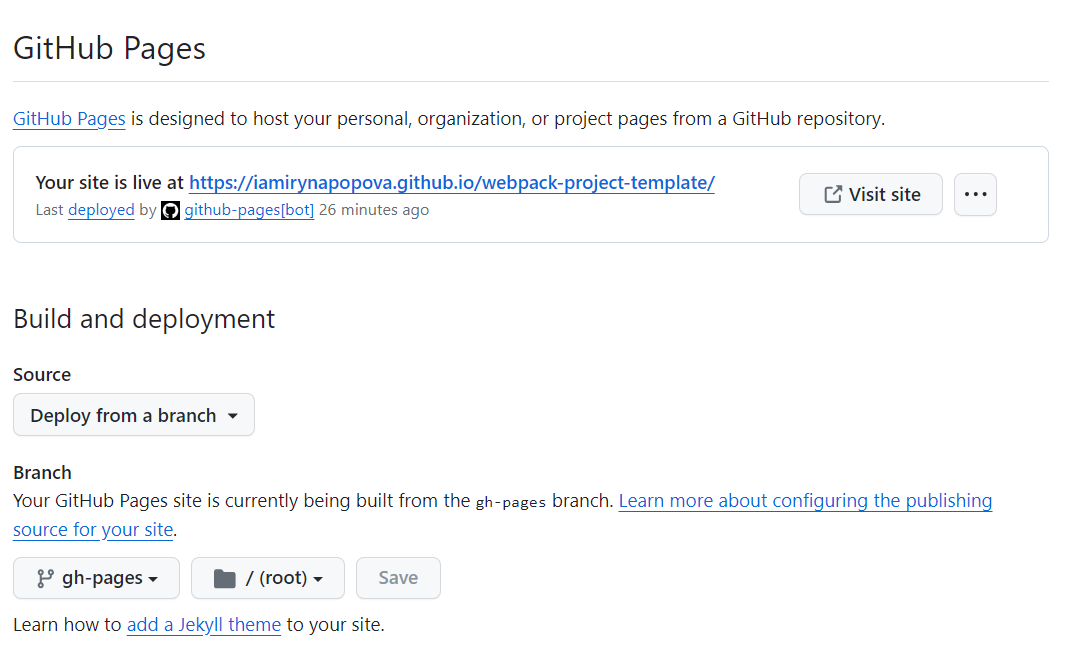 GitHub Pages
GitHub Pages is designed to host your personal, organization, or project pages from a GitHub repository.
Your site is live at https://iamirynapopova.github.io/webpack-project-template/
Last deployed by github-pages[bot] 26 minutes ago
Visit site
Build and deployment
Source
Deploy from a branch
Branch
Your GitHub Pages site is currently being built from the gh-pages branch. Learn more about configuring the publishing
source for your site.
gh-pages / (root) Save
Learn how to add a Jekyll theme to your site.